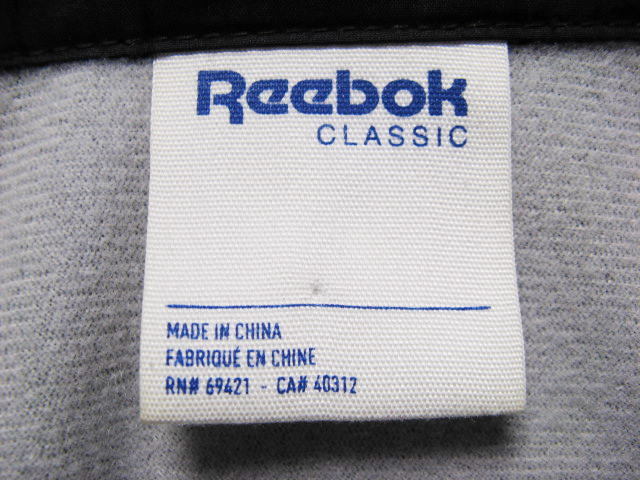 Reebok
CLASSIC
MADE IN CHINA
FABRIQUÉ EN CHINE
RN# 69421 - CA# 40312